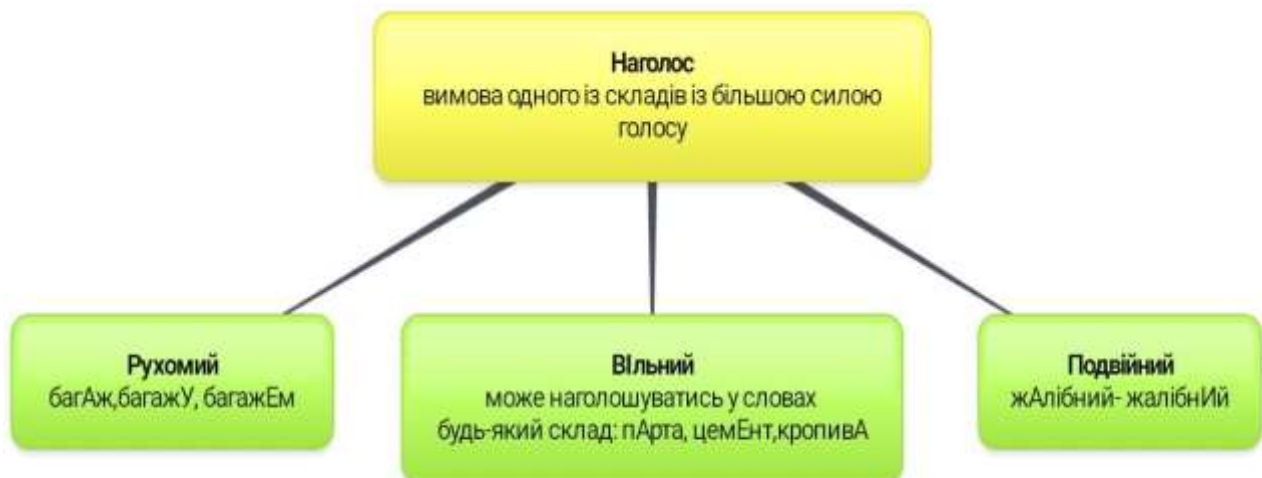 Наголос
вимова одного із складів із більшою силою
голосу
Рухомий
багАж,багажУ, багажЕм
ВІльний
може наголошуватись у словах
будь-який склад: пАрта, цемЕнт,кропивА
Подвійний
жАлібний- жалібнИй